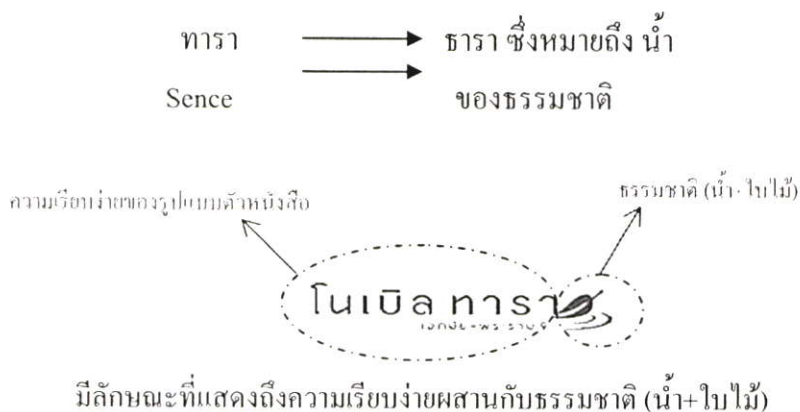 ทารา ธารา ซึ่งหมายถึง น้ำ
Sence ของธรรมชาติ
ธรรมชาติ (น้ำ · ใบไม้)
ความเรียบง่ายของรูปแบบตัวหนังสือ
โนเบิล ทารา
มีลักษณะที่แสดงถึงความเรียบง่ายผสานกับธรรมชาติ (น้ำ+ใบไม้)